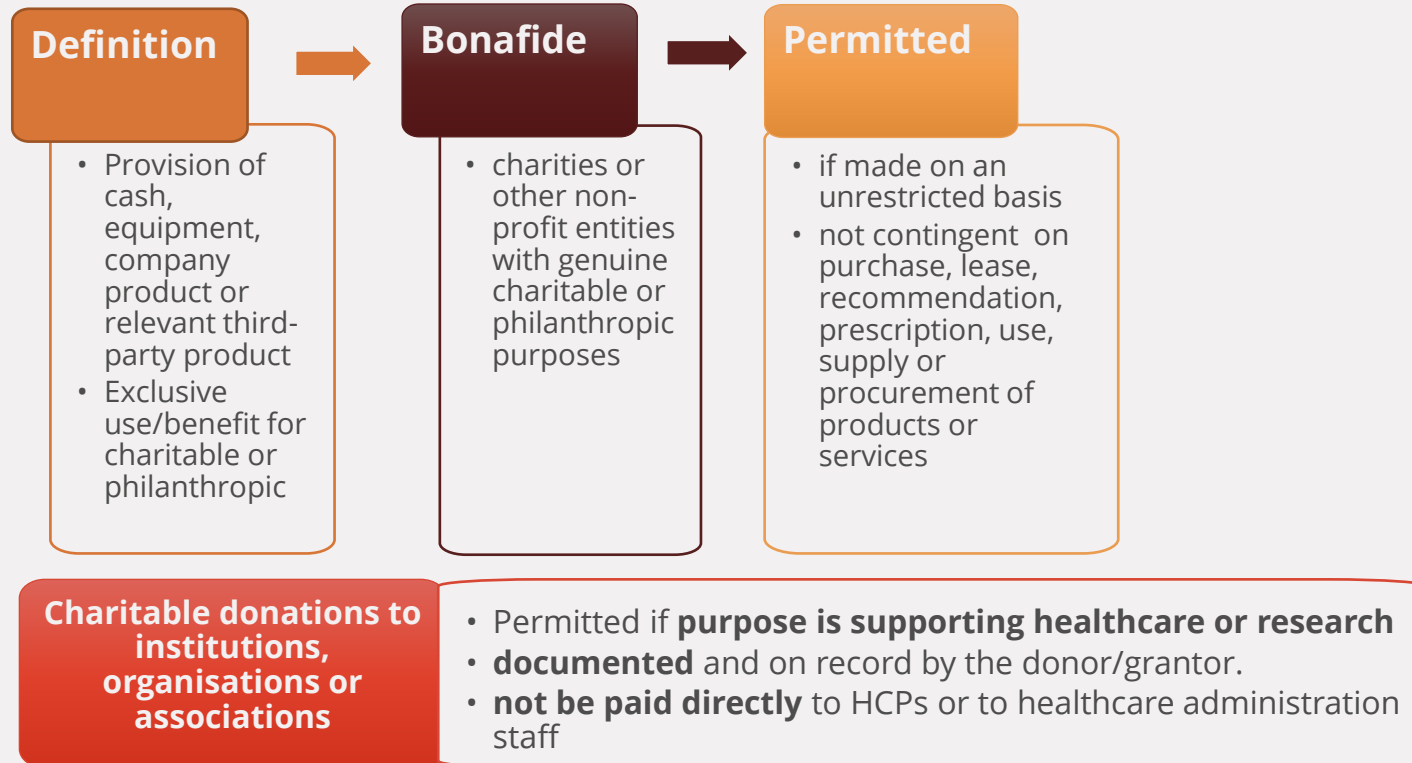 Definition
• Provision of
cash,
equipment,
company
product or
relevant third-
party product
• Exclusive
use/benefit for
charitable or
philanthropic
Bonafide
• charities or
other non-
profit entities
with genuine
charitable or
philanthropic
purposes
Permitted
• if made on an
unrestricted basis
• not contingent on
purchase, lease,
recommendation,
prescription, use,
supply or
procurement of
products or
services
Charitable donations to
institutions,
organisations or
associations
• Permitted if purpose is supporting healthcare or research
• documented and on record by the donor/grantor.
• not be paid directly to HCPs or to healthcare administration
staff